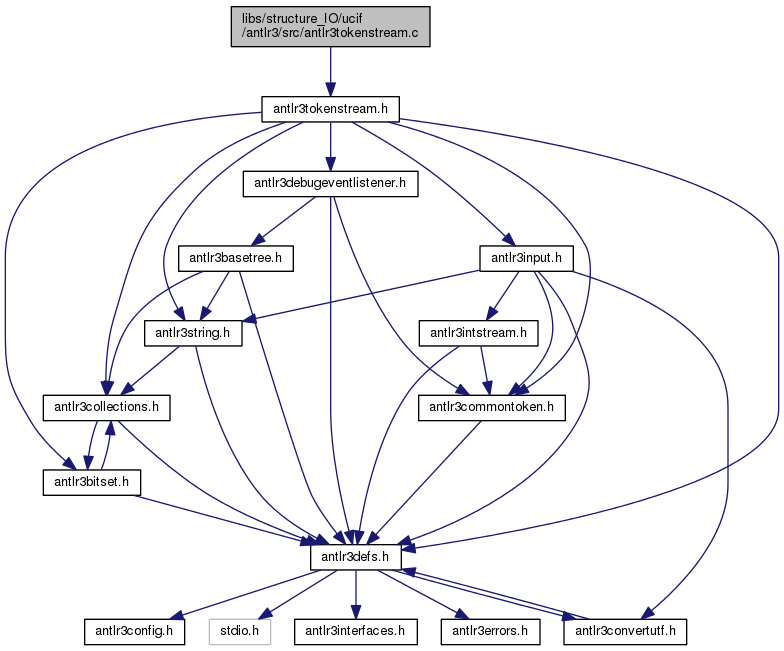 libs/structure_IO/ucif
/antlr3/src/antlr3tokenstream.c
antlr3tokenstream.h
antlr3debugeventlistener.h
antlr3basetree.h
antlr3input.h
antlr3string.h
antlr3intstream.h
antlr3collections.h
antlr3commontoken.h
antlr3bitset.h
antlr3defs.h
antlr3config.h
stdio.h
antlr3interfaces.h
antlr3errors.h
antlr3convertutf.h